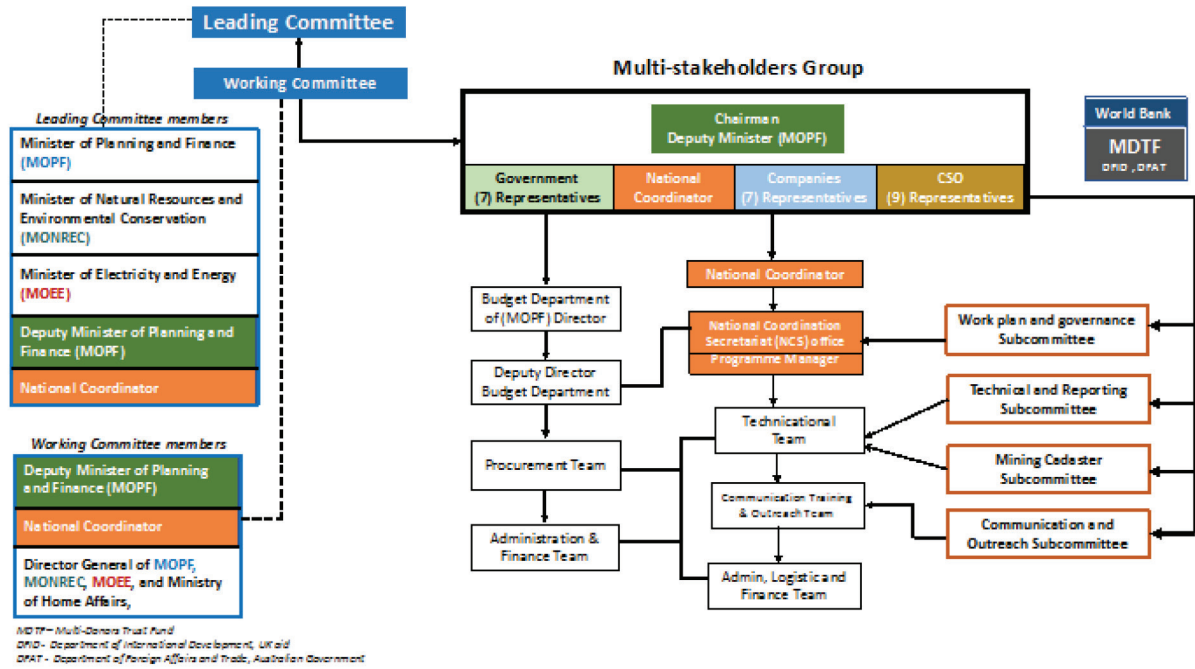 Leading Committee
Working Committee
Leading Committee members
Minister of Planning and Finance
(MOPF)
Minister of Natural Resources and
Environmental Conservation
(MONREC)
Minister of Electricity and Energy
(MOEE)
Deputy Minister of Planning and
Finance (MOPF)
National Coordinator
Working Committee members
Deputy Minister of Planning
and Finance (MOPF)
National Coordinator
Director General of MOPF,
MONREC, MOEE, and Ministry
of Home Affairs,
Multi-stakeholders Group
Chairman
Deputy Minister (MOPF)
Government
(7) Representatives
National
Coordinator
Companies
(7) Representatives
CSO
(9) Representatives
World Bank
MDTF
DFID , DFAT
Budget Department
of (MOPF) Director
Deputy Director
Budget Department
Procurement Team
Administration &
Finance Team
National Coordinator
National Coordination
Secretariat (NCS) office
Programme Manager
Technicational
Team
Communication Training
& Outreach Team
Admin, Logistic and
Finance Team
Work plan and governance
Subcommittee
Technical and Reporting
Subcommittee
Mining Cadaster
Subcommittee
Communication and
Outreach Subcommittee
MDTF– Multi-Donors Trust Fund
DFID - Department of International Development, UK aid
DFAT - Department of Foreign Affairs and Trade, Australian Government